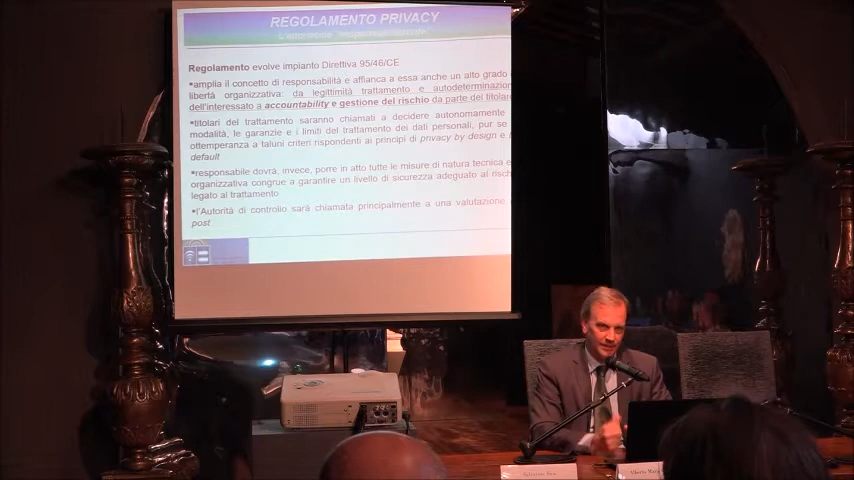 REGOLAMENTO PRIVACY
Regolamento evolve impianto Direttiva 95/46/CE
▪amplia il concetto di responsabilità e affianca a essa anche un alto grado
libertà organizzativa: da legittimità trattamento e autodeterminazione
dell'interessato a accountability e gestione del rischio da parte del titolare
▪titolari del trattamento saranno chiamati a decidere autonomamente
modalità, le garanzie e i limiti del trattamento dei dati personali, pur se
ottemperanza a taluni criteri rispondenti ai principi di privacy by design e
default
▪responsabile dovrà, invece, porre in atto tutte le misure di natura tecnica e
organizzativa congrue a garantire un livello di sicurezza adeguato al rischio
legato al trattamento
▪l'Autorità di controllo sarà chiamata principalmente a una valutazione
post
Alberto